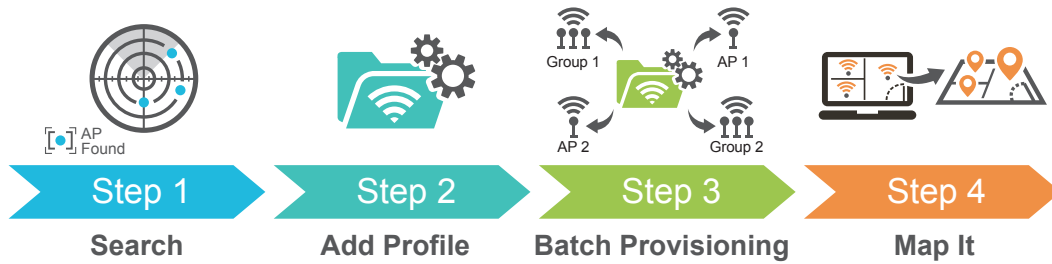 AP
Found
Group 1
AP 1
AP 2
Group 2
Step 1
Step 2
Step 3
Step 4
Search
Add Profile
Batch Provisioning
Map It